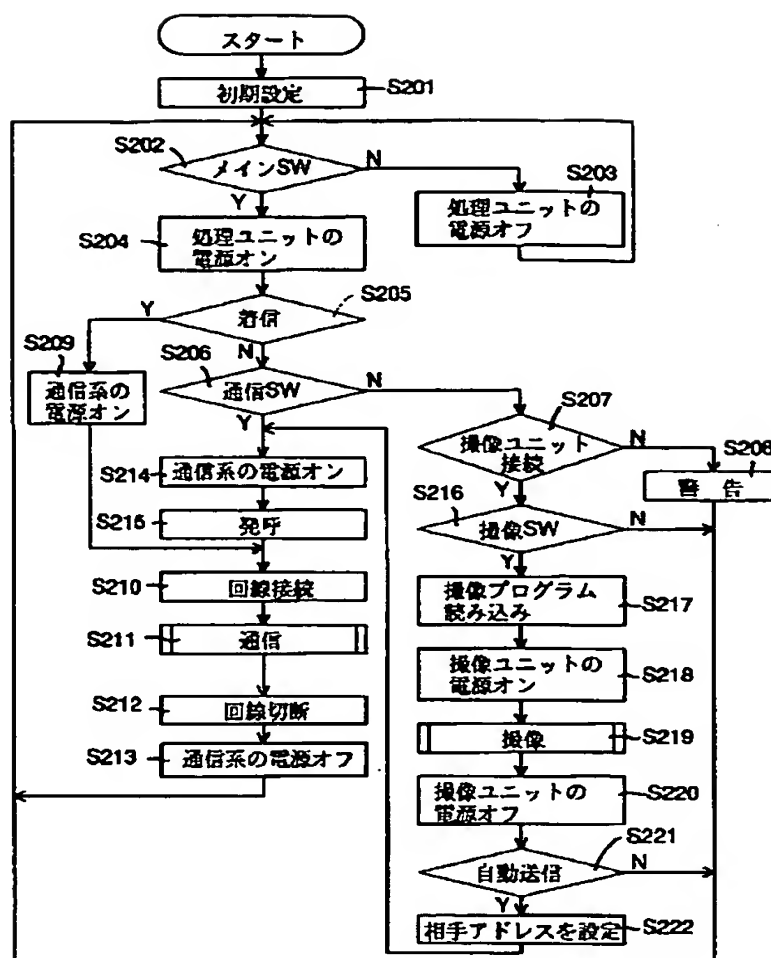 スタート
初期設定
S201
S202
メインSW
N
Y
S203
処理ユニットの
電源オフ
S204
処理ユニットの
電源オン
S205
着信
Y
N
S209
通信系の
電源オン
S206
通信SW
N
Y
S207
撮像ユニット
接続
N
Y
S208
警告
S214
通信系の電源オン
S215
発呼
S216
撮像SW
N
Y
S210
回線接続
S217
撮像プログラム
読み込み
S211
通信
S218
撮像ユニットの
電源オン
S212
回線切断
S219
撮像
S213
通信系の電源オフ
S220
撮像ユニットの
電源オフ
S221
自動送信
N
Y
相手アドレスを設定
S222